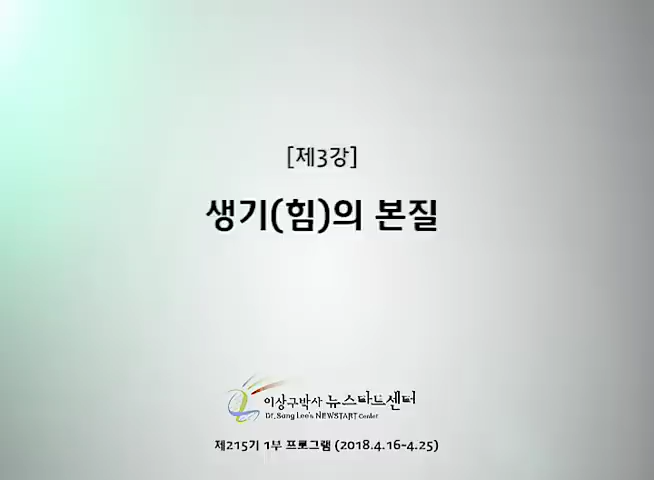 [제3강]
생기(힘)의 본질
이상구박사 뉴스타트센터
Dr. Sang Lee's NEWSTART Center
제215기 1부 프로그램 (2018.4.16-4.25)